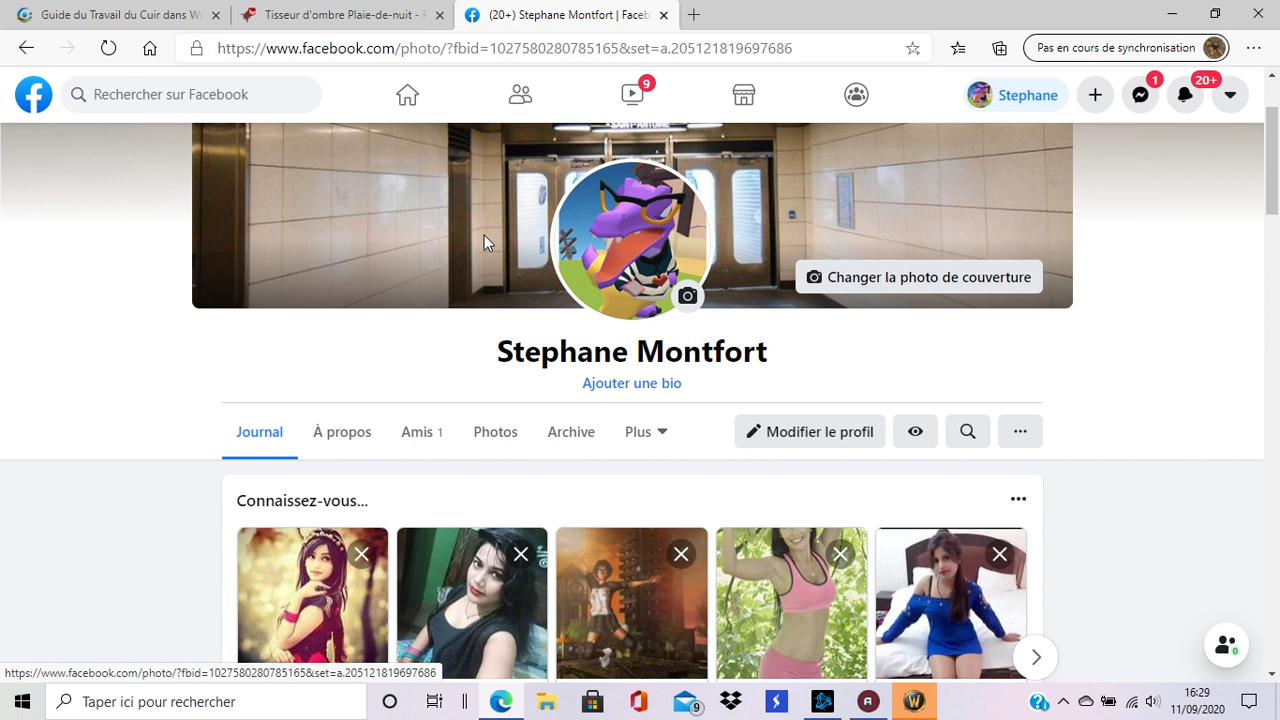 Guide du Travail du Cuir dans Wo
Tisseur d'ombre Plaie-de-nuit - F
(20+) Stephane Montfort | Faceb
https://www.facebook.com/photo/?fbid=1027580280785165&set=a.205121819697686
Pas en cours de synchronisation
Rechercher sur Facebook
9
Stephane
1
20+
SAINT-ANTOINE
Changer la photo de couverture
Stephane Montfort
Ajouter une bio
Journal
À propos
Amis 1
Photos
Archive
Plus
Modifier le profil
Connaissez-vous...
0
https://www.facebook.com/photo/?fbid=1027580280785165&set=a.205121819697686
Taper ici pour rechercher
9
16:29
11/09/2020